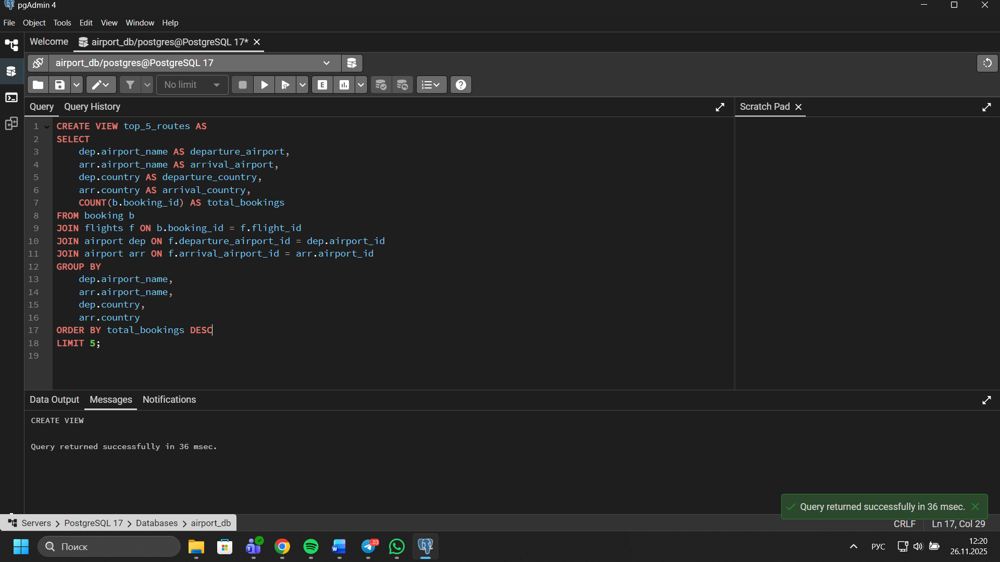 pgAdmin 4
File Object Tools Edit View Window Help
Welcome airport_db/postgres@PostgreSQL 17*
airport_db/postgres@PostgreSQL 17
No limit
Query Query History
Scratch Pad
1 CREATE VIEW top_5_routes AS
2 SELECT
3 dep.airport_name AS departure_airport,
4 arr.airport_name AS arrival_airport,
5 dep.country AS departure_country,
6 arr.country AS arrival_country,
7 COUNT(b.booking_id) AS total_bookings
8 FROM booking b
9 JOIN flights f ON b.booking_id = f.flight_id
10 JOIN airport dep ON f.departure_airport_id = dep.airport_id
11 JOIN airport arr ON f.arrival_airport_id = arr.airport_id
12 GROUP BY
13 dep.airport_name,
14 arr.airport_name,
15 dep.country,
16 arr.country
17 ORDER BY total_bookings DESC
18 LIMIT 5;
19
Data Output Messages Notifications
CREATE VIEW
Query returned successfully in 36 msec.
Query returned successfully in 36 msec.
Servers > PostgreSQL 17 > Databases > airport_db
CRLF Ln 17, Col 29
Поиск
.03
РУС
12:20
26.11.2025